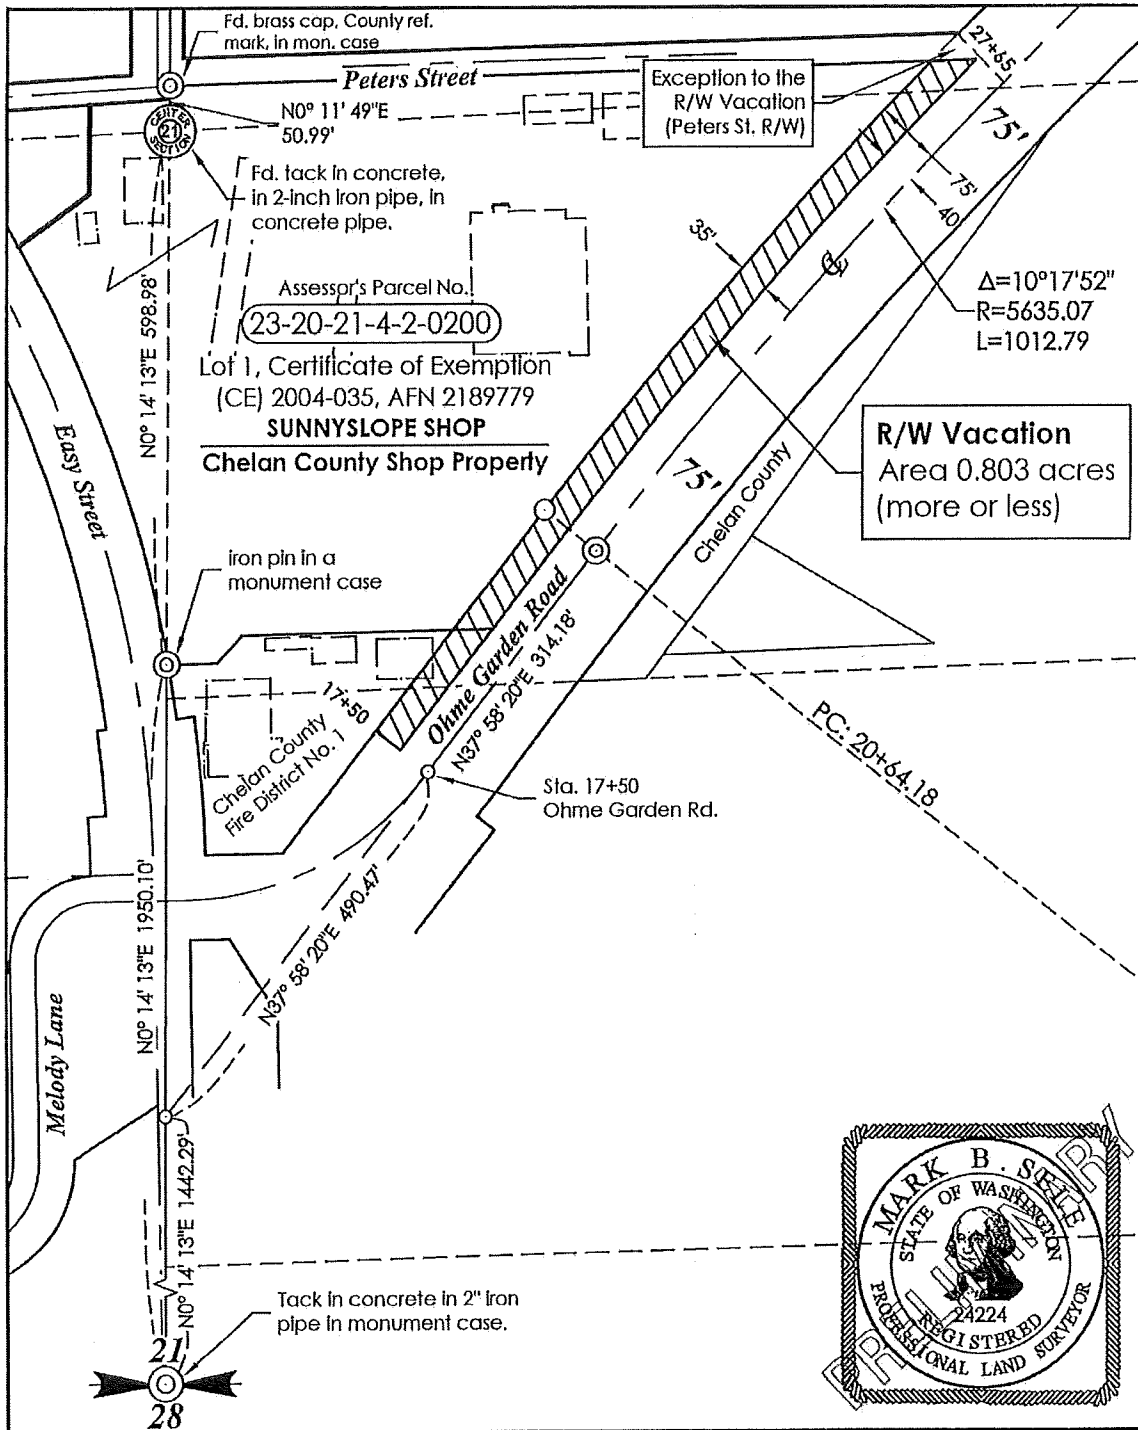 Fd. brass cap, County ref.
mark, in mon. case
Peters Street
27+65
Exception to the
R/W Vacation
(Peters St. R/W)
N0° 11' 49"E
50.99'
CENTER
21
SECTION
75'
Fd. tack in concrete,
in 2-inch iron pipe, in
concrete pipe.
75'
40'
35'
℄
N0° 14' 13"E 598.98'
Δ=10°17'52"
R=5635.07
L=1012.79
Assessor's Parcel No.
23-20-21-4-2-0200
Lot 1, Certificate of Exemption
(CE) 2004-035, AFN 2189779
SUNNYSLOPE SHOP
Chelan County Shop Property
R/W Vacation
Area 0.803 acres
(more or less)
Easy Street
75'
Chelan County
iron pin in a
monument case
Ohme Garden Road
N37° 58' 20"E 314.18'
17+50
Chelan County
Fire District No. 1
PC: 20+64.18
Sta. 17+50
Ohme Garden Rd.
N0° 14' 13"E 1950.10'
N37° 58' 20"E 490.47'
Melody Lane
N0° 14' 13"E 1442.29'
Tack in concrete in 2" iron
pipe in monument case.
21
28
MARK B. SELE
STATE OF WASHINGTON
24224
REGISTERED
PROFESSIONAL LAND SURVEYOR
PRELIMINARY